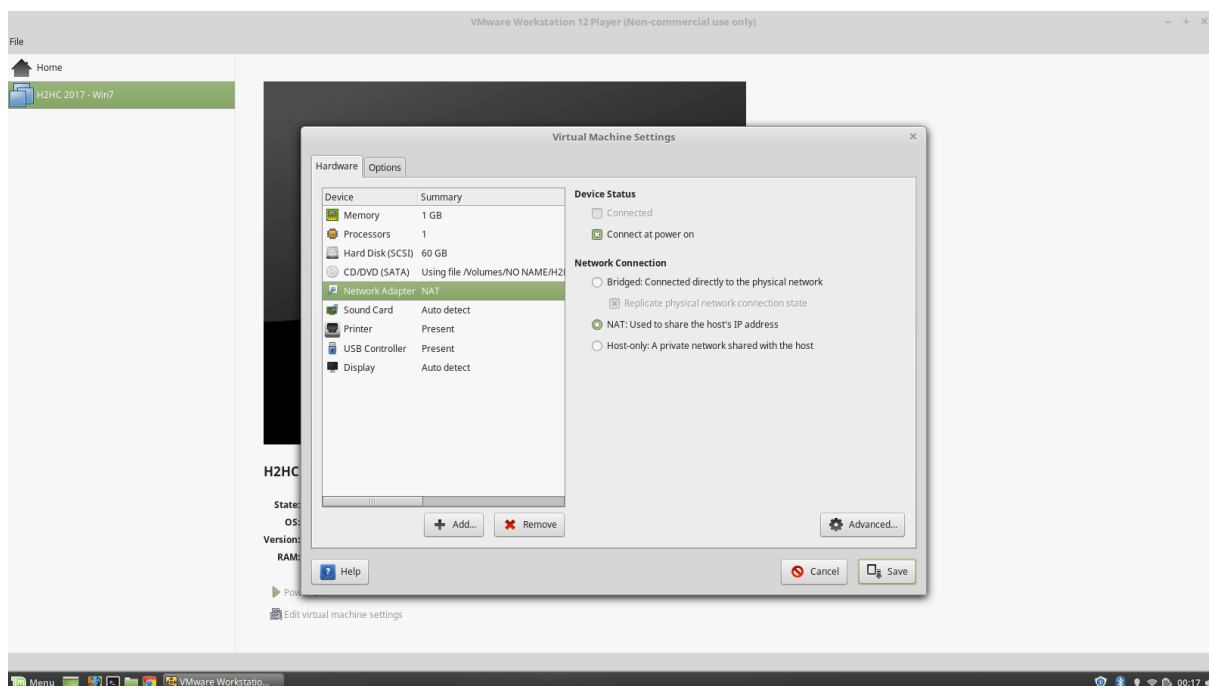 VMware Workstation 12 Player (Non-commercial use only)
File
Home
H2HC 2017 - Win7
Virtual Machine Settings
Hardware Options
Device Summary
Memory 1 GB
Processors 1
Hard Disk (SCSI) 60 GB
CD/DVD (SATA) Using file /Volumes/NO NAME/H2
Network Adapter NAT
Sound Card Auto detect
Printer Present
USB Controller Present
Display Auto detect
Add... Remove
Device Status
Connected
Connect at power on
Network Connection
Bridged: Connected directly to the physical network
Replicate physical network connection state
NAT: Used to share the host's IP address
Host-only: A private network shared with the host
Advanced...
Help Cancel Save
H2HC
State:
OS:
Version:
RAM:
Pow
Edit virtual machine settings
Menu VMware Workstatio... 00:17